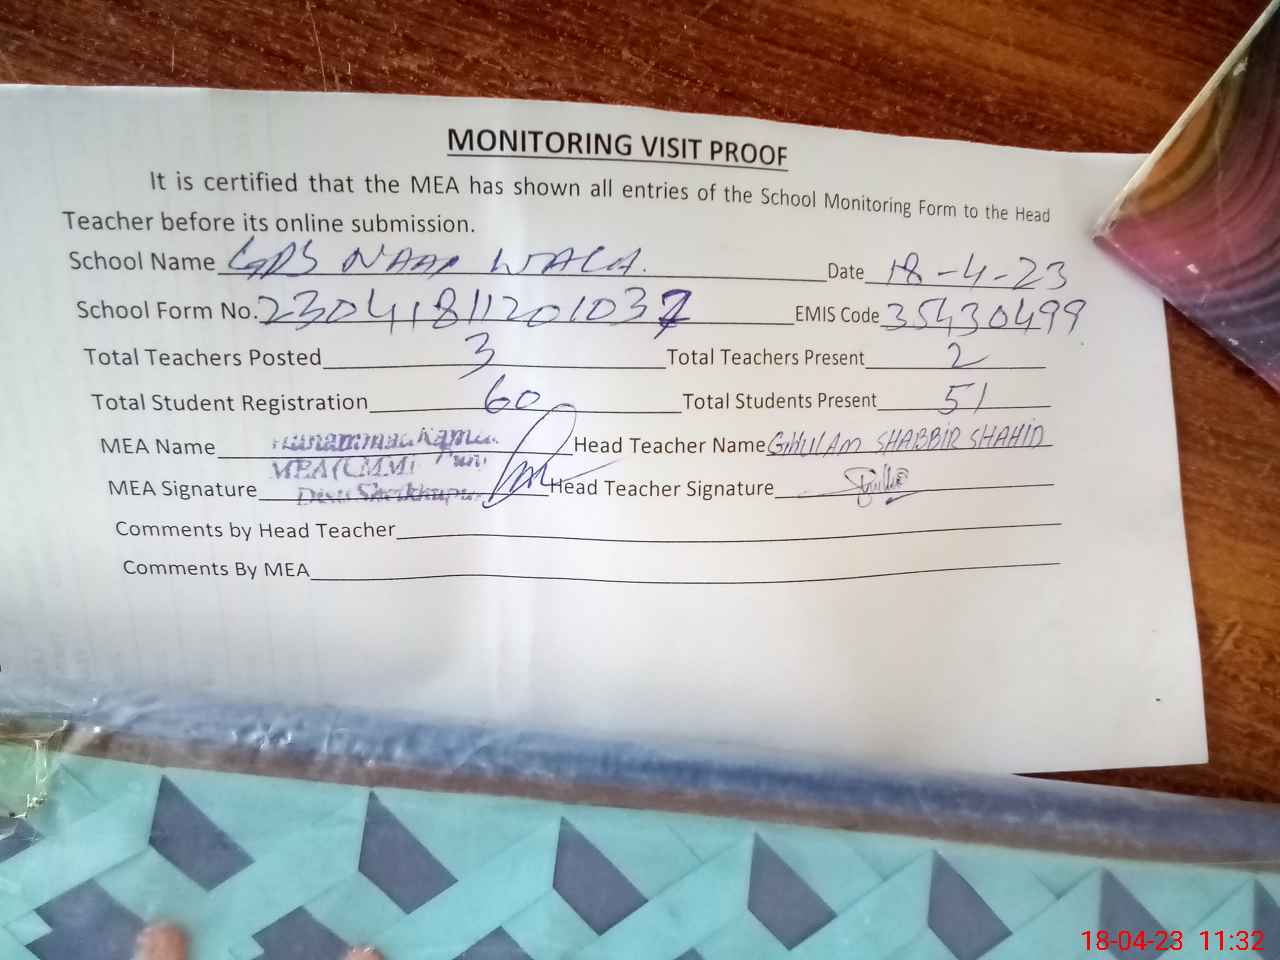 MONITORING VISIT PROOF
It is certified that the MEA has shown all entries of the School Monitoring Form to the Head
Teacher before its online submission.
School Name GPS NAAP WALA. Date 18-4-23
School Form No. 23041811201037 EMIS Code 35430499
Total Teachers Posted 3 Total Teachers Present 2
Total Student Registration 60 Total Students Present 51
MEA Name Head Teacher Name GHULAM SHABBIR SHAHID
MEA Signature Head Teacher Signature
Comments by Head Teacher
Comments By MEA
18-04-23 11:32